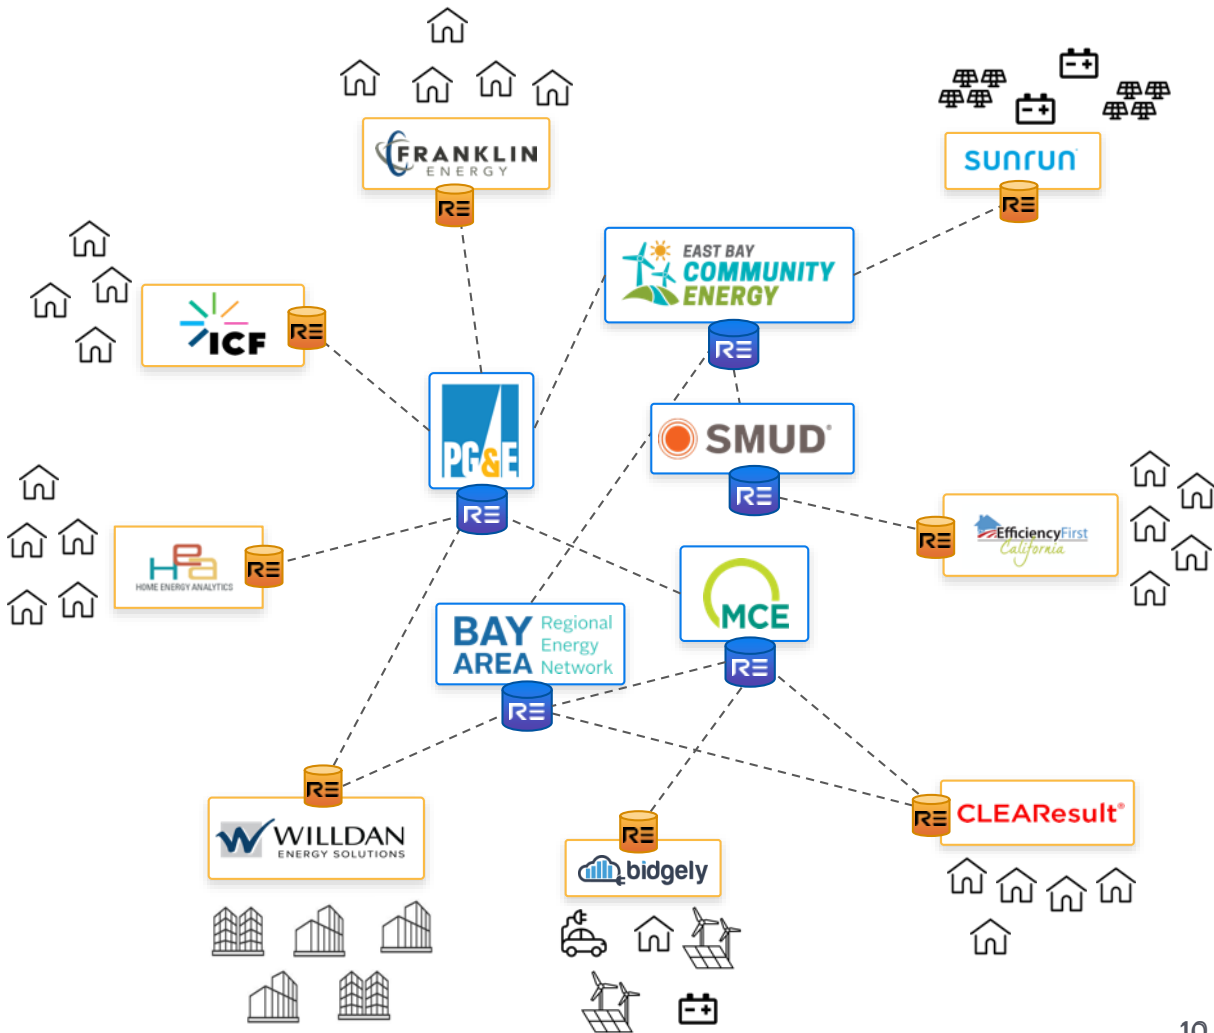 FRANKLIN
ENERGY
RE
sunrun
RE
EAST BAY
COMMUNITY
ENERGY
RE
ICF
RE
PG&E
RE
SMUD
RE
EfficiencyFirst
California
RE
Hea
HOME ENERGY ANALYTICS
RE
MCE
RE
BAY
AREA
Regional
Energy
Network
RE
RE
WILLDAN
ENERGY SOLUTIONS
RE
bidgely
RE
CLEAResult®
10